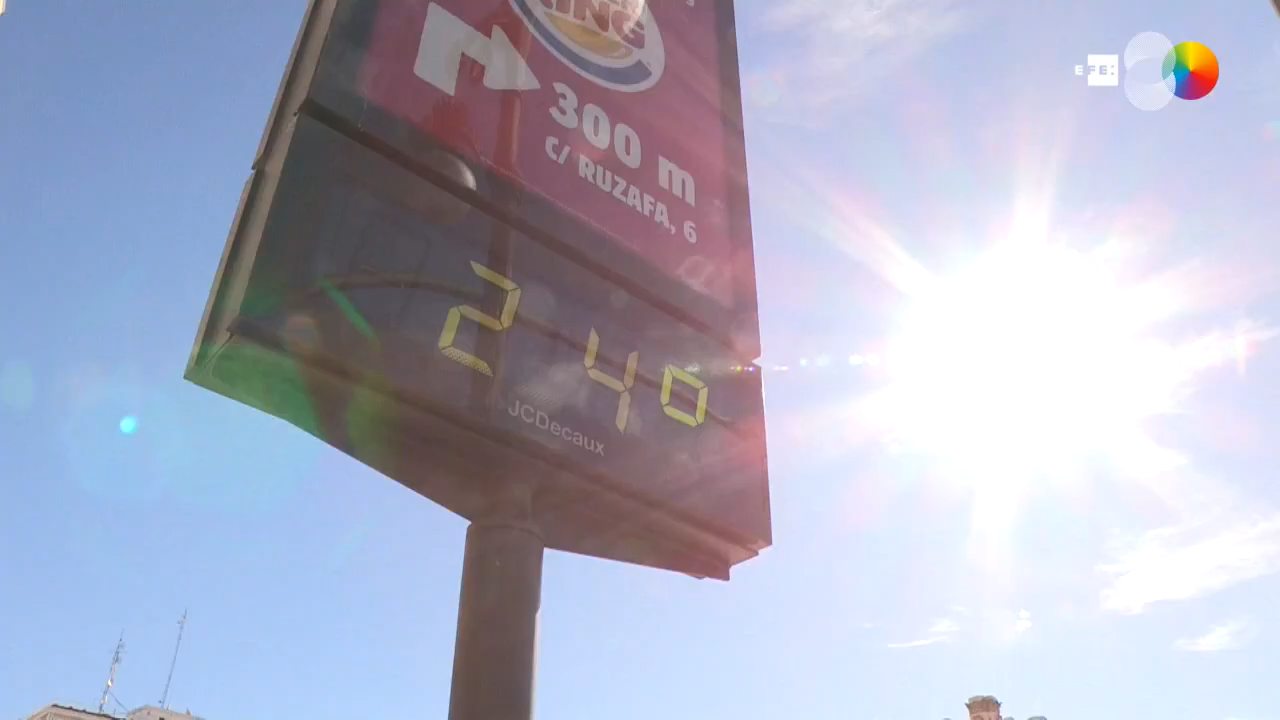 KING
300 m
C/ RUZAFA, 6
24º
JCDecaux
EFE: